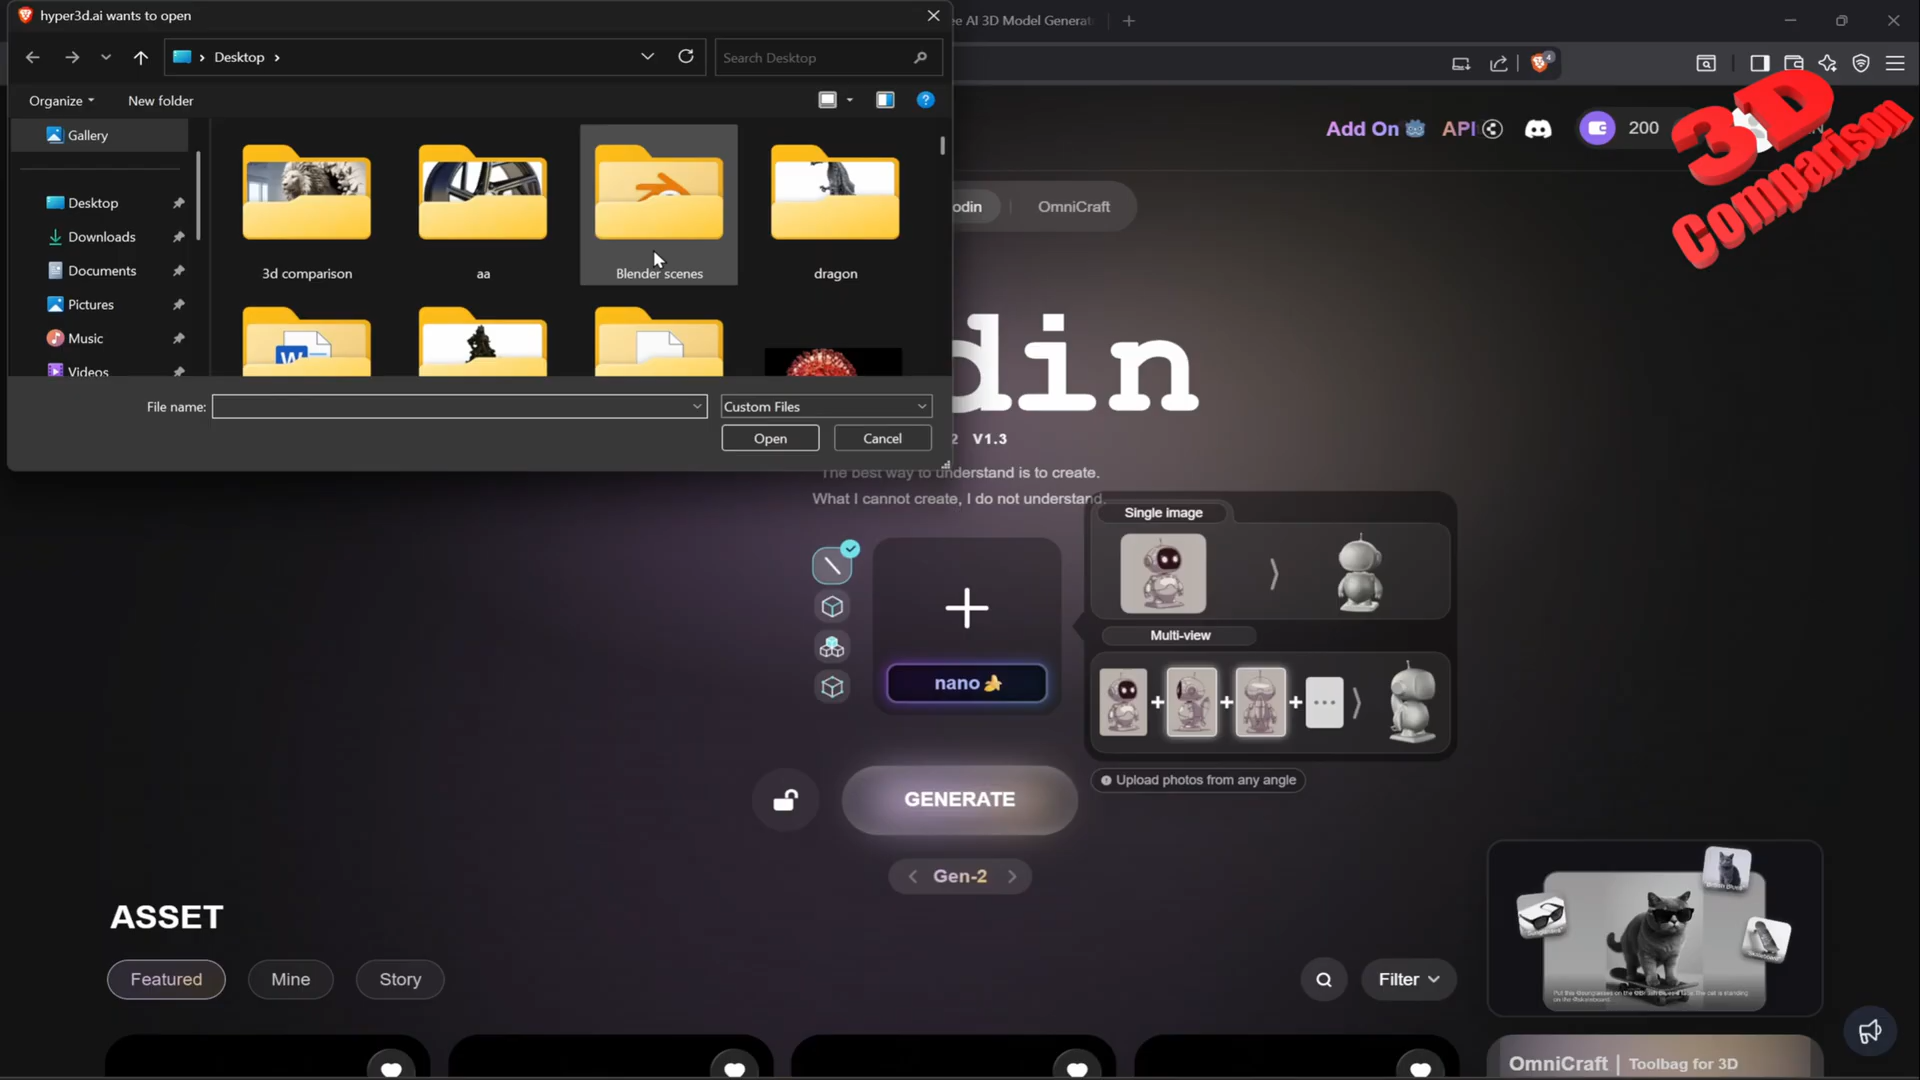 hyper3d.ai wants to open
ee AI 3D Model Generat
Desktop
Search Desktop
Organize
New folder
Gallery
Desktop
Downloads
Documents
Pictures
Music
Videos
3d comparison
aa
Blender scenes
dragon
File name:
Custom Files
Open
Cancel
Add On
API
200
3D
Comparison
odin
OmniCraft
din
2 V1.3
The best way to understand is to create.
What I cannot create, I do not understand.
Single image
Multi-view
nano
Upload photos from any angle
GENERATE
Gen-2
ASSET
Featured
Mine
Story
Filter
OmniCraft | Toolbag for 3D